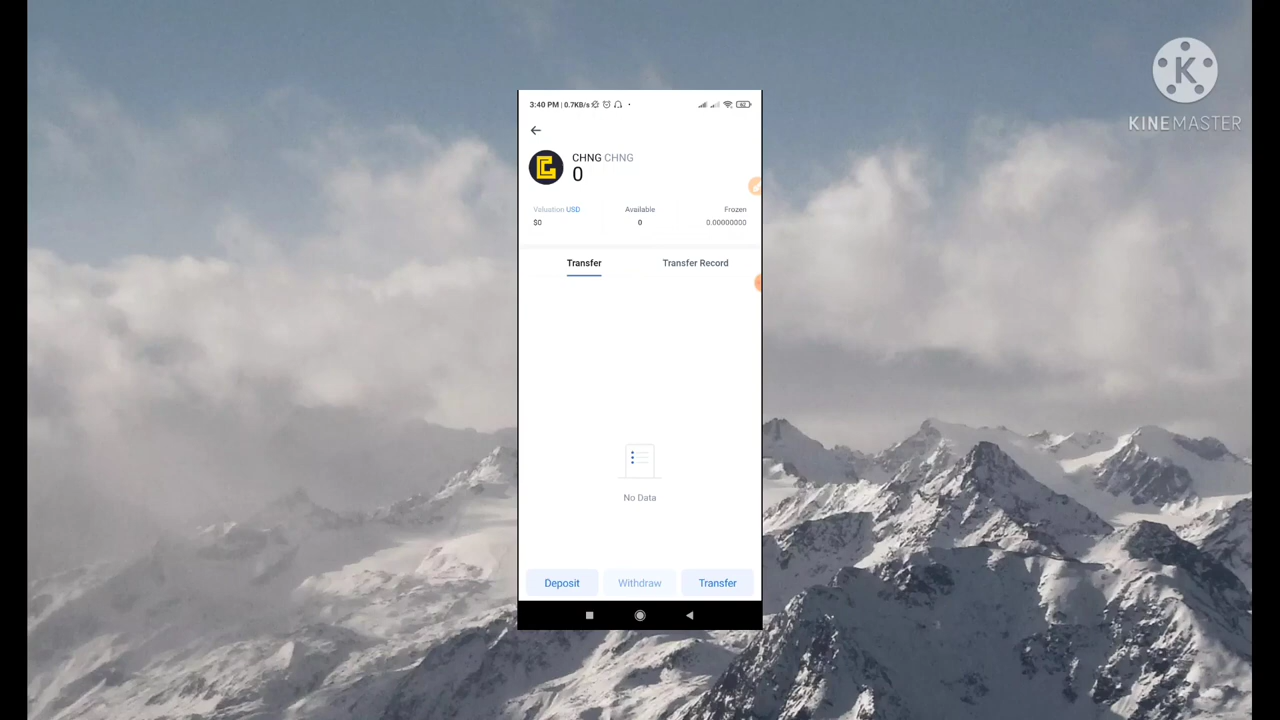 3:40 PM | 0.7KB/s
K
KINEMASTER
CHNG CHNG
0
Valuation USD Available Frozen
$0 0 0.00000000
Transfer Transfer Record
No Data
Deposit Withdraw Transfer